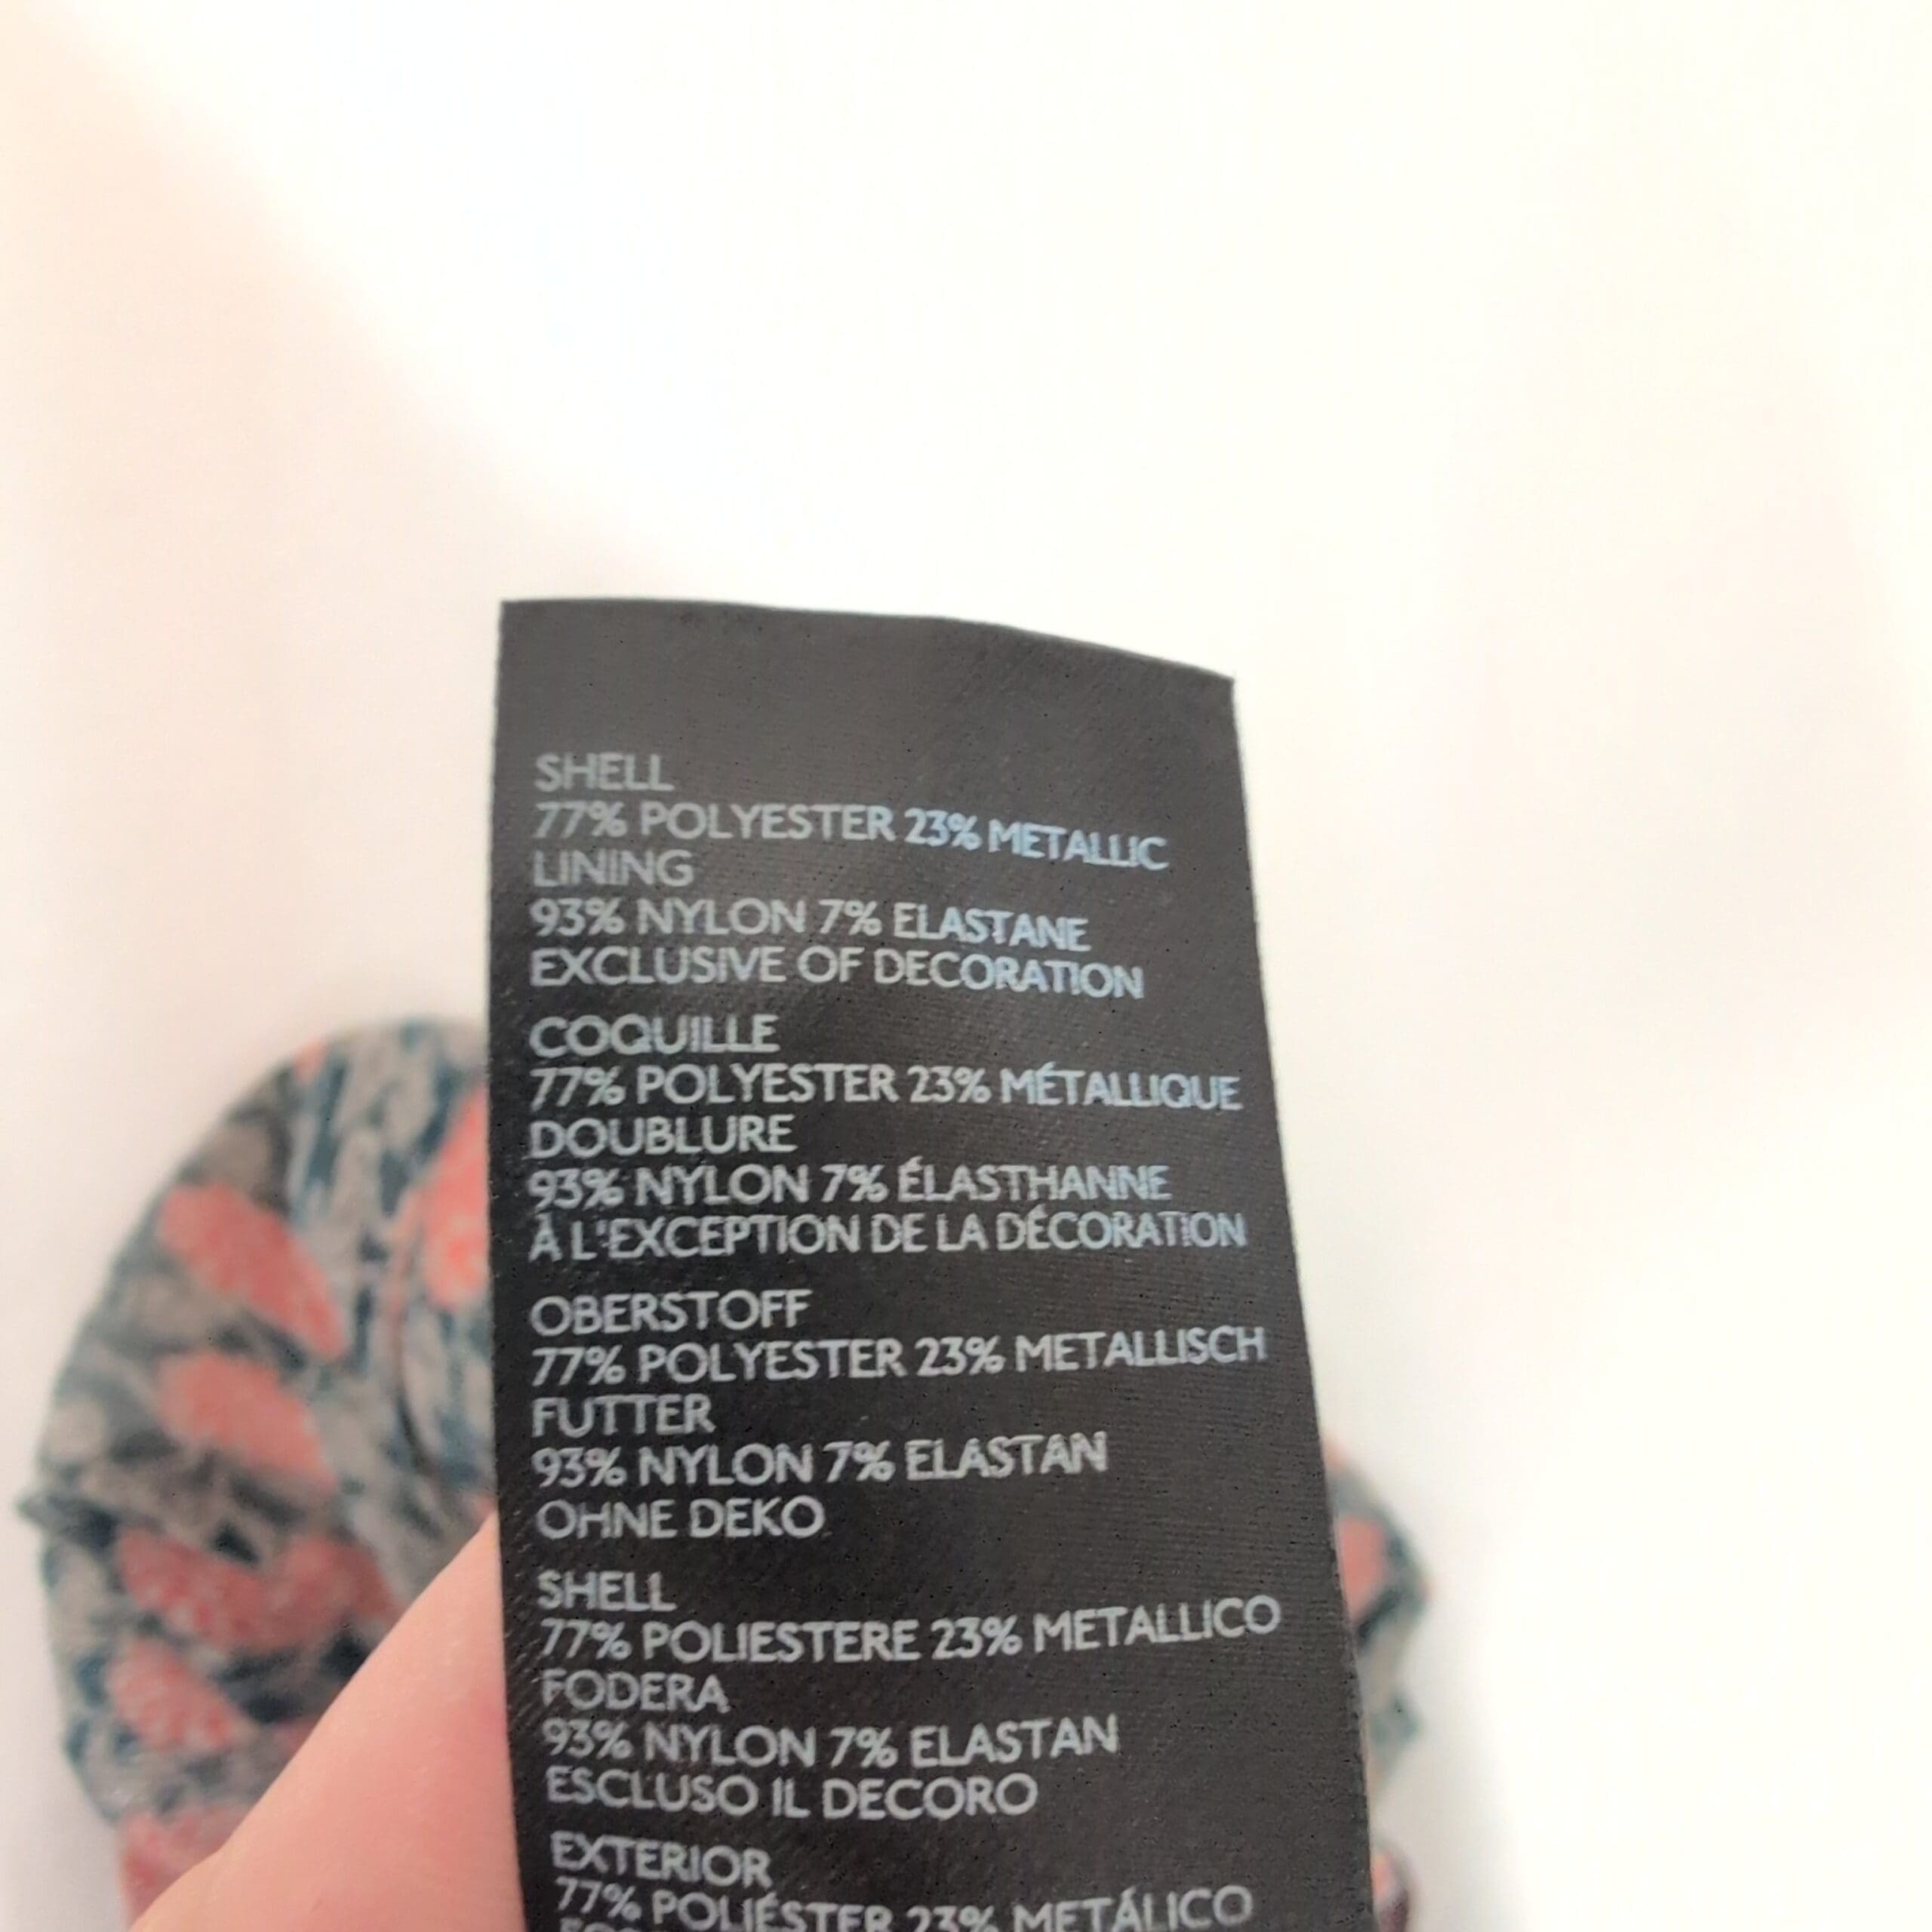 SHELL
77% POLYESTER 23% METALLIC
LINING
93% NYLON 7% ELASTANE
EXCLUSIVE OF DECORATION
COQUILLE
77% POLYESTER 23% MÉTALLIQUE
DOUBLURE
93% NYLON 7% ÉLASTHANNE
À L'EXCEPTION DE LA DÉCORATION
OBERSTOFF
77% POLYESTER 23% METALLISCH
FUTTER
93% NYLON 7% ELASTAN
OHNE DEKO
SHELL
77% POLIESTERE 23% METALLICO
FODERA
93% NYLON 7% ELASTAN
ESCLUSO IL DECORO
EXTERIOR
77% POLIÉSTER 23% METÁLICO